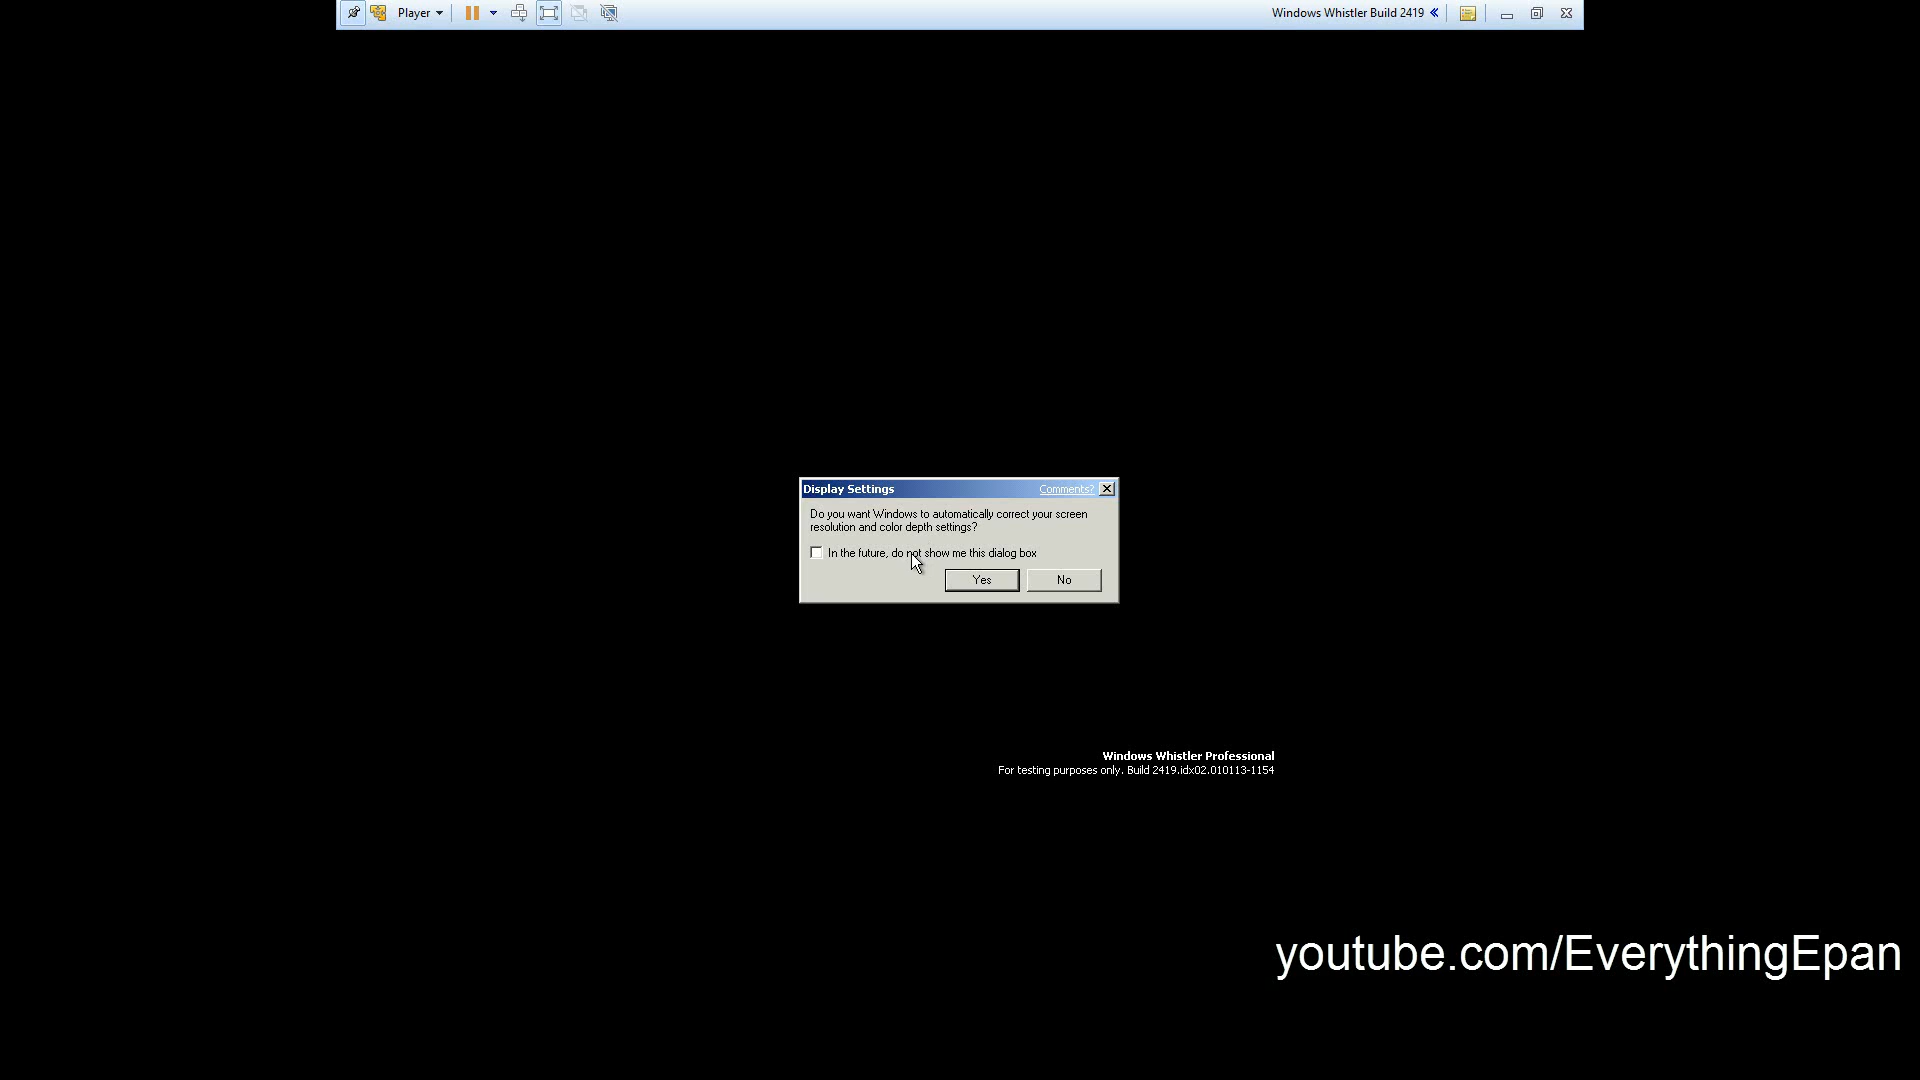 Player
Windows Whistler Build 2419
Display Settings
Comments?
Do you want Windows to automatically correct your screen
resolution and color depth settings?
In the future, do not show me this dialog box
Yes
No
Windows Whistler Professional
For testing purposes only. Build 2419.idx02.010113-1154
youtube.com/EverythingEpan